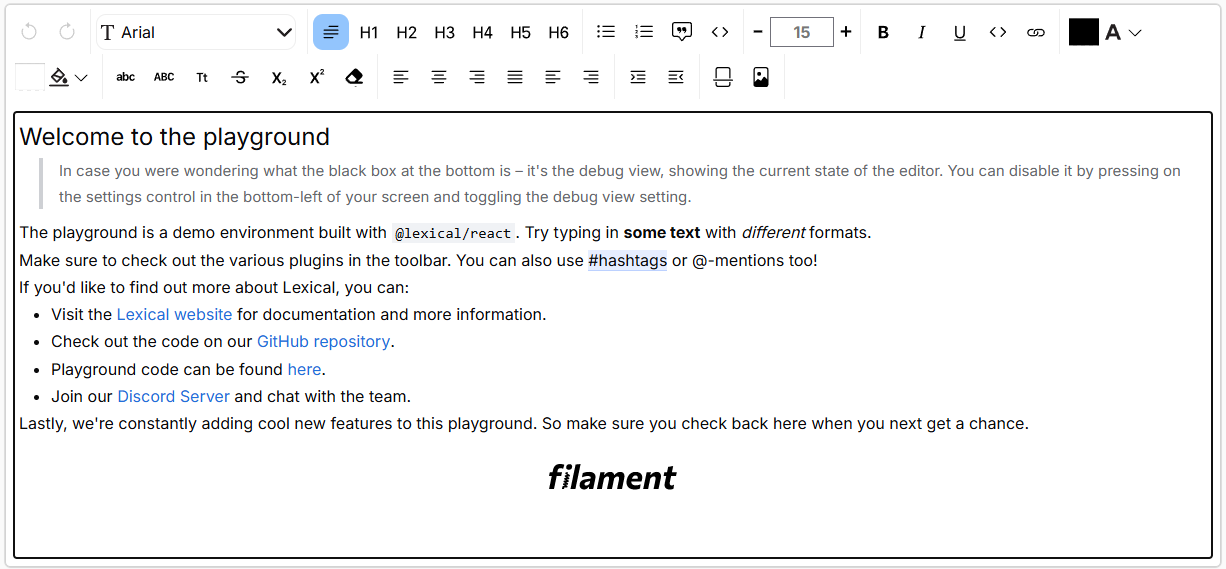 T Arial H1 H2 H3 H4 H5 H6 15 B I U A
abc ABC Tt S X₂ X²
Welcome to the playground
In case you were wondering what the black box at the bottom is – it's the debug view, showing the current state of the editor. You can disable it by pressing on
the settings control in the bottom-left of your screen and toggling the debug view setting.
The playground is a demo environment built with @lexical/react. Try typing in some text with different formats.
Make sure to check out the various plugins in the toolbar. You can also use #hashtags or @-mentions too!
If you'd like to find out more about Lexical, you can:
• Visit the Lexical website for documentation and more information.
• Check out the code on our GitHub repository.
• Playground code can be found here.
• Join our Discord Server and chat with the team.
Lastly, we're constantly adding cool new features to this playground. So make sure you check back here when you next get a chance.
filament